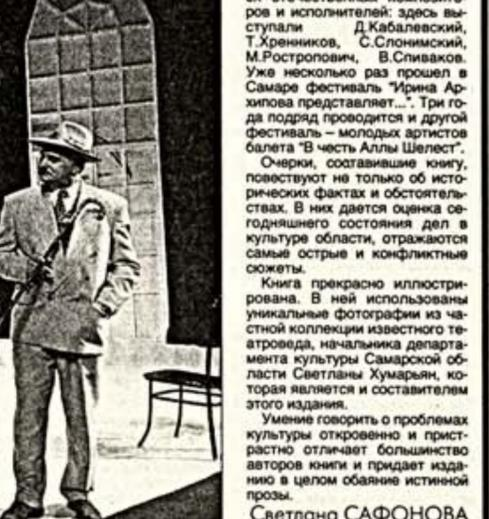 ров и исполнителей: здесь вы-
ступали Д.Кабалевский,
Т.Хренников, С.Слонимский,
М.Ростропович, В.Спиваков.
Уже несколько раз прошел в
Самаре фестиваль "Ирина Ар-
хипова представляет...". Три го-
да подряд проводится и другой
фестиваль – молодых артистов
балета "В честь Аллы Шелест".
Очерки, составившие книгу,
повествуют не только об исто-
рических фактах и обстоятель-
ствах. В них дается оценка се-
годняшнего состояния дел в
культуре области, отражаются
самые острые и конфликтные
сюжеты.
Книга прекрасно иллюстри-
рована. В ней использованы
уникальные фотографии из ча-
стной коллекции известного те-
атроведа, начальника департа-
мента культуры Самарской об-
ласти Светланы Хумарьян, ко-
торая является и составителем
этого издания.
Умение говорить о проблемах
культуры откровенно и прист-
растно отличает большинство
авторов книги и придает изда-
нию в целом обаяние истинной
прозы.
Светлана САФОНОВА